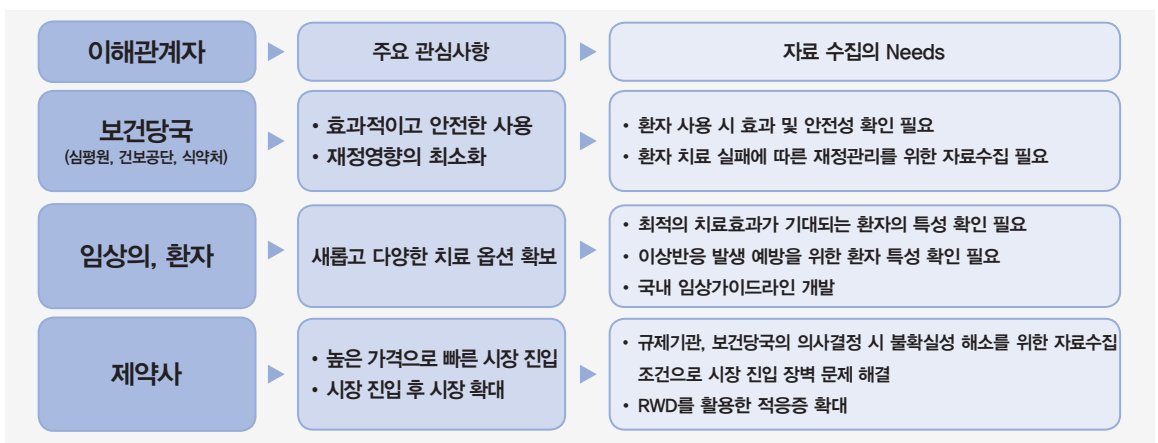 이해관계자
주요 관심사항
자료 수집의 Needs
보건당국
(심평원, 건보공단, 식약처)
• 효과적이고 안전한 사용
• 재정영향의 최소화
• 환자 사용 시 효과 및 안전성 확인 필요
• 환자 치료 실패에 따른 재정관리를 위한 자료수집 필요
임상의, 환자
새롭고 다양한 치료 옵션 확보
• 최적의 치료효과가 기대되는 환자의 특성 확인 필요
• 이상반응 발생 예방을 위한 환자 특성 확인 필요
• 국내 임상가이드라인 개발
제약사
• 높은 가격으로 빠른 시장 진입
• 시장 진입 후 시장 확대
• 규제기관, 보건당국의 의사결정 시 불확실성 해소를 위한 자료수집
조건으로 시장 진입 장벽 문제 해결
• RWD를 활용한 적응증 확대